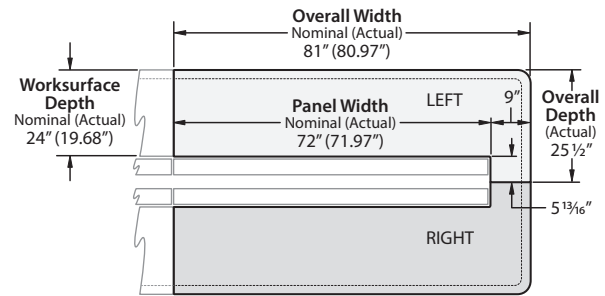 Overall Width
Nominal (Actual)
81” (80.97”)
Worksurface
Depth
Nominal (Actual)
24” (19.68”)
Panel Width
Nominal (Actual)
72” (71.97”)
LEFT
9”
Overall
Depth
(Actual)
25 ½”
5 ¹³⁄₁₆”
RIGHT